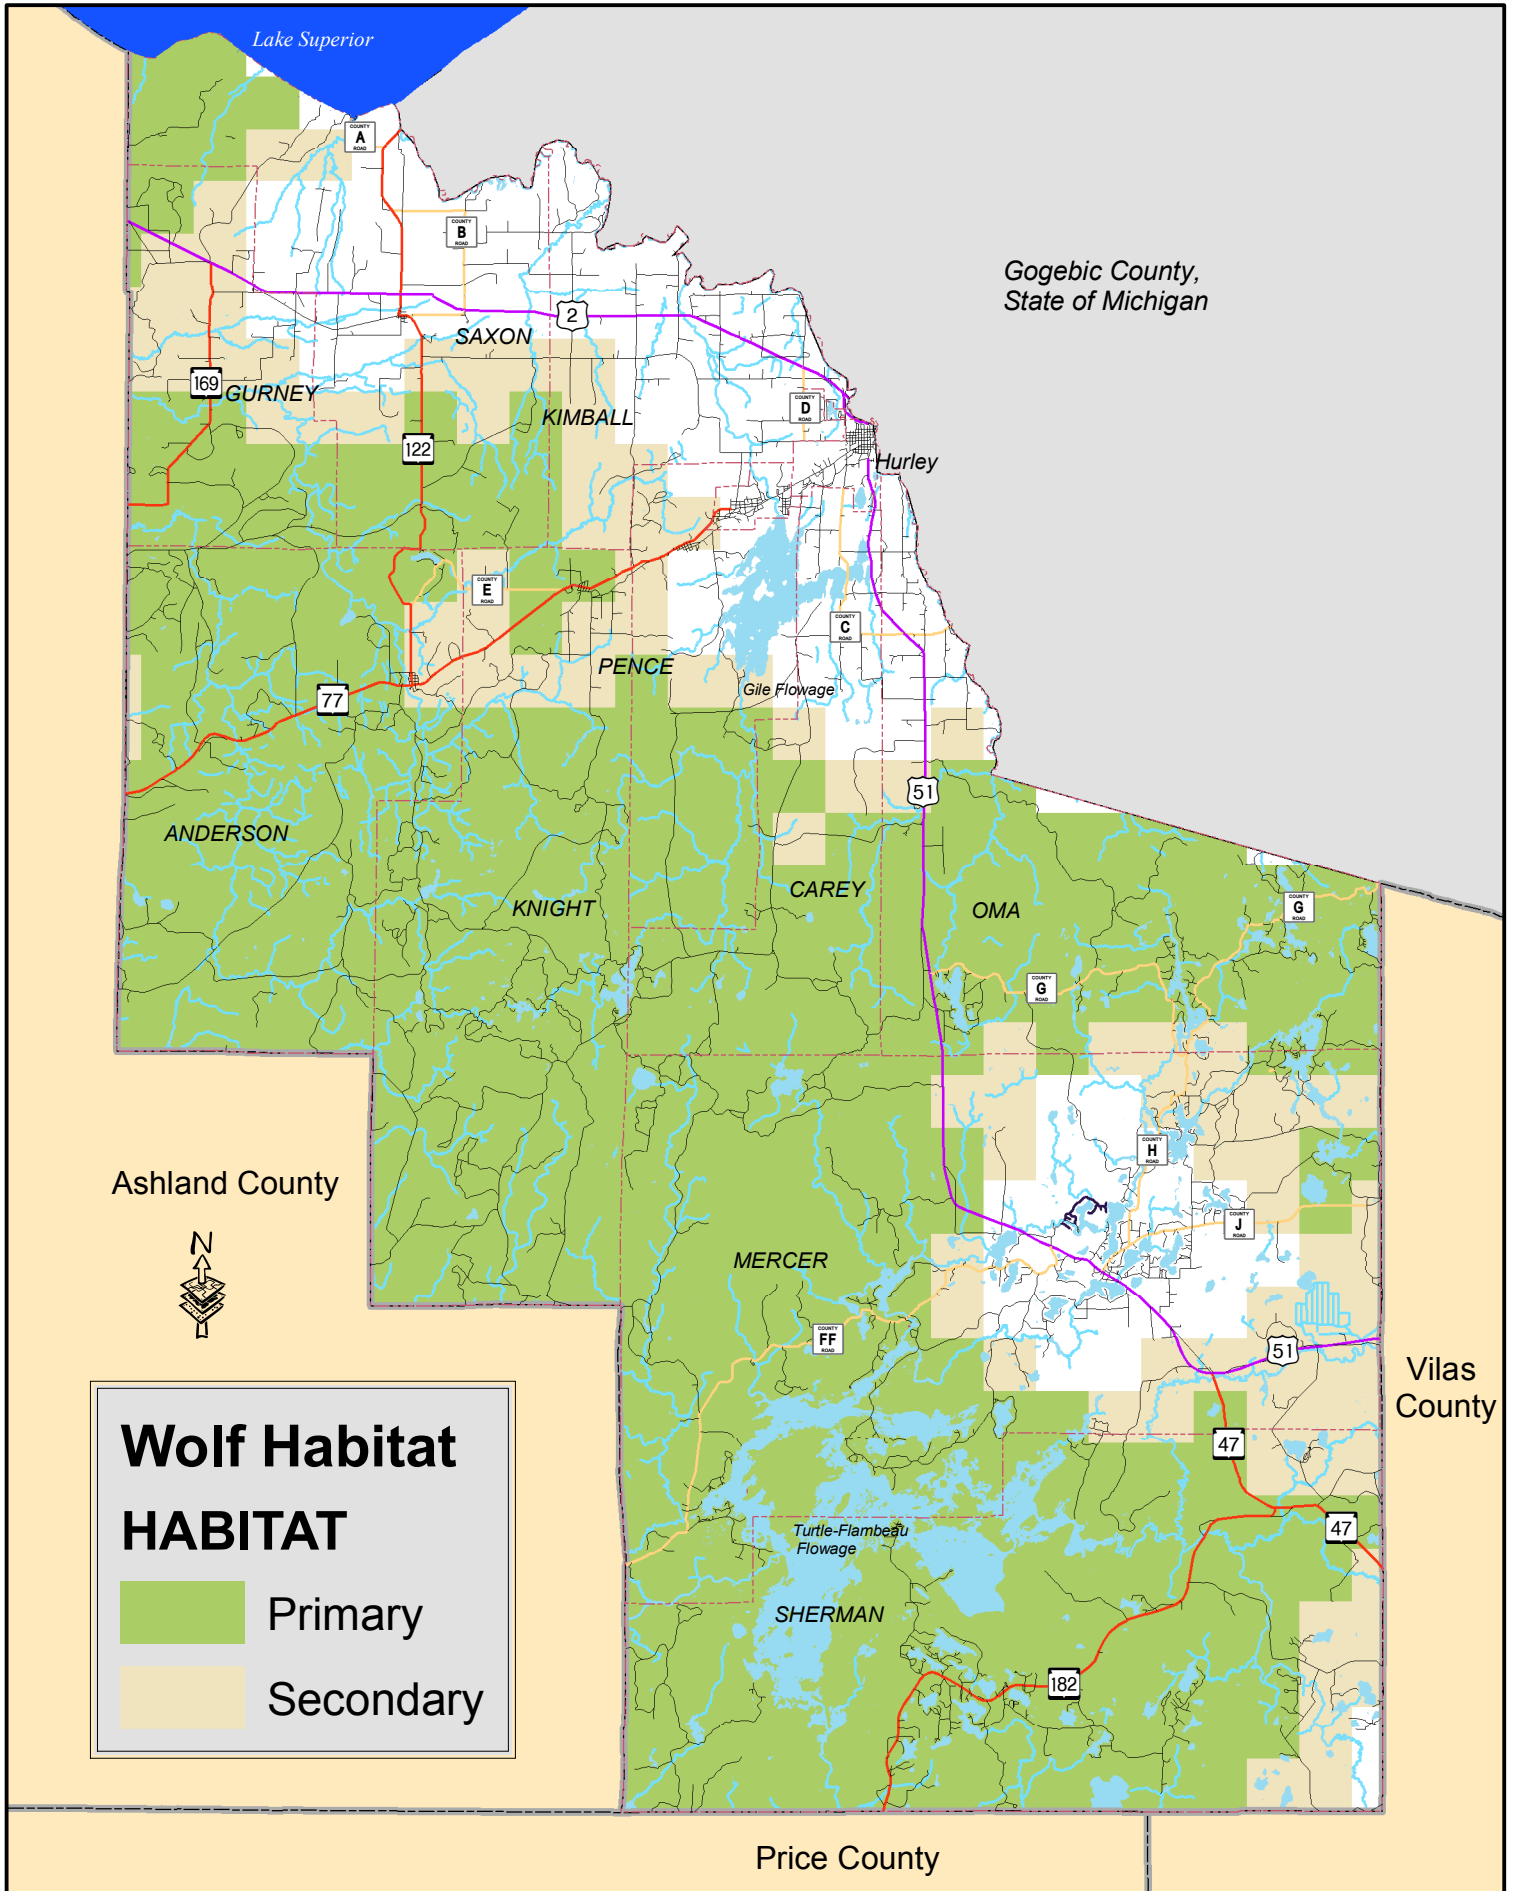 Lake Superior
COUNTY
A
ROAD
COUNTY
B
ROAD
Gogebic County,
State of Michigan
2
SAXON
169
GURNEY
COUNTY
D
ROAD
KIMBALL
122
Hurley
COUNTY
E
ROAD
COUNTY
C
ROAD
PENCE
Gile Flowage
77
51
ANDERSON
CAREY
KNIGHT
OMA
COUNTY
G
ROAD
COUNTY
G
ROAD
COUNTY
H
ROAD
Ashland County
COUNTY
J
ROAD
N
MERCER
COUNTY
FF
ROAD
51
Vilas
County
Wolf Habitat
HABITAT
Primary
Secondary
47
47
Turtle-Flambeau
Flowage
SHERMAN
182
Price County